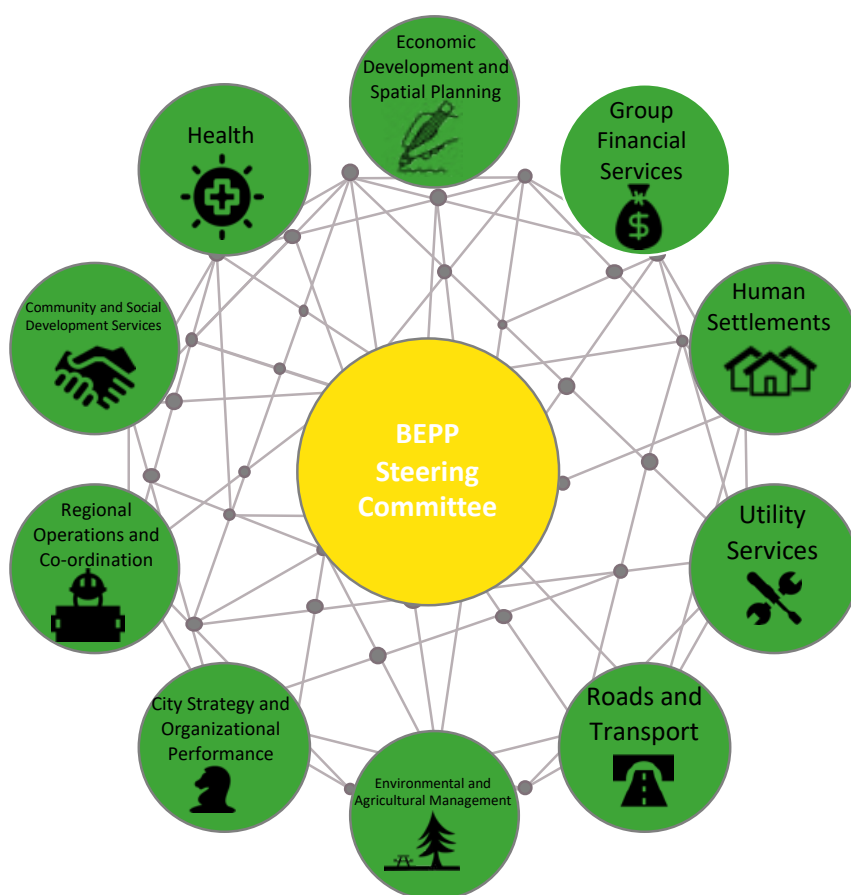 Economic
Development and
Spatial Planning
Group
Financial
Services
$
Human
Settlements
Utility
Services
Roads and
Transport
Environmental and
Agricultural Management
City Strategy and
Organizational
Performance
Regional
Operations and
Co-ordination
Community and Social
Development Services
Health
BEPP
Steering
Committee